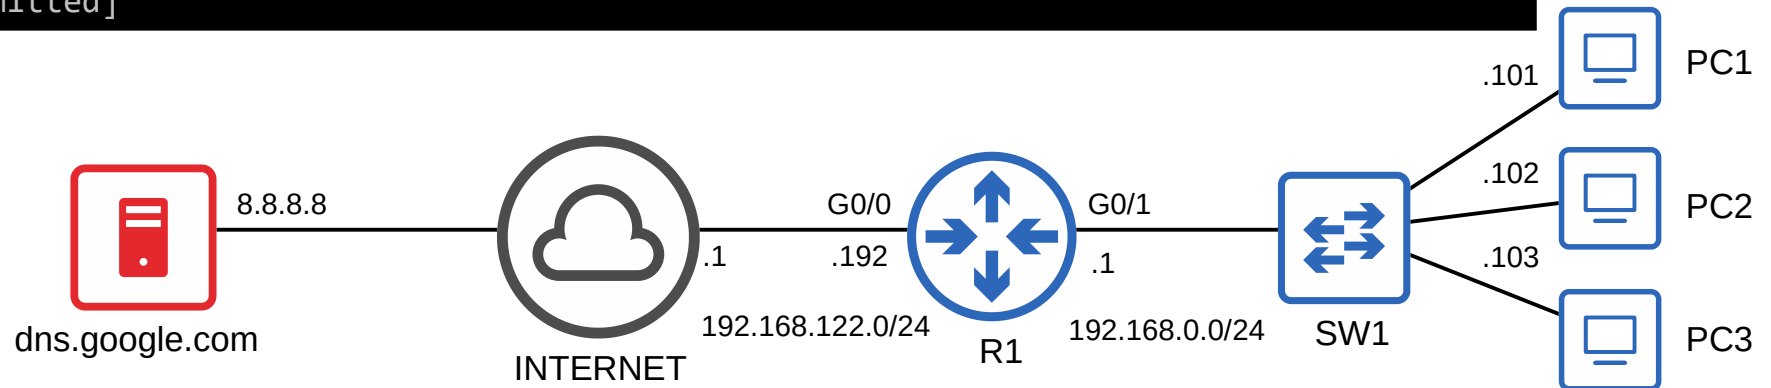 PC1
.101
.102
PC2
8.8.8.8
G0/0
G0/1
.1
.192
.1
.103
192.168.122.0/24
192.168.0.0/24
SW1
PC3
dns.google.com
R1
INTERNET